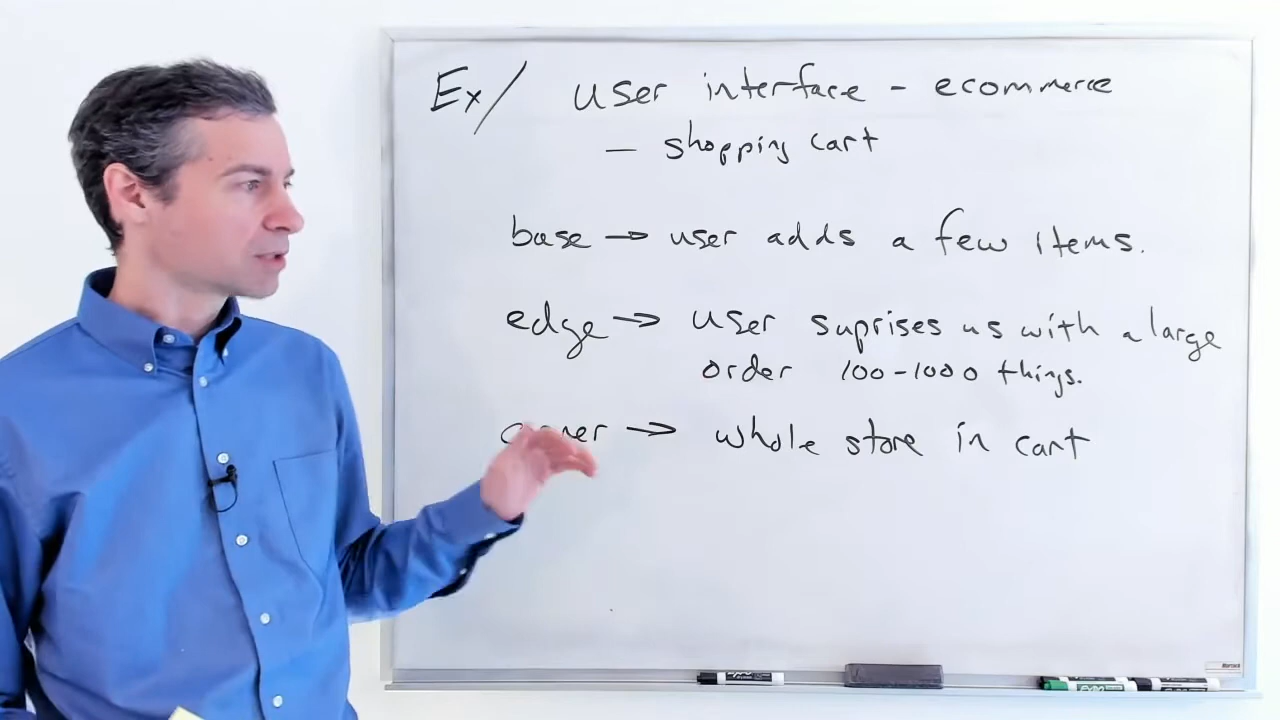 Ex/ user interface - ecommerce
- shopping cart
base → user adds a few items.
edge → user suprises us with a large
order 100-1000 things.
→ whole store in cart
EXPO